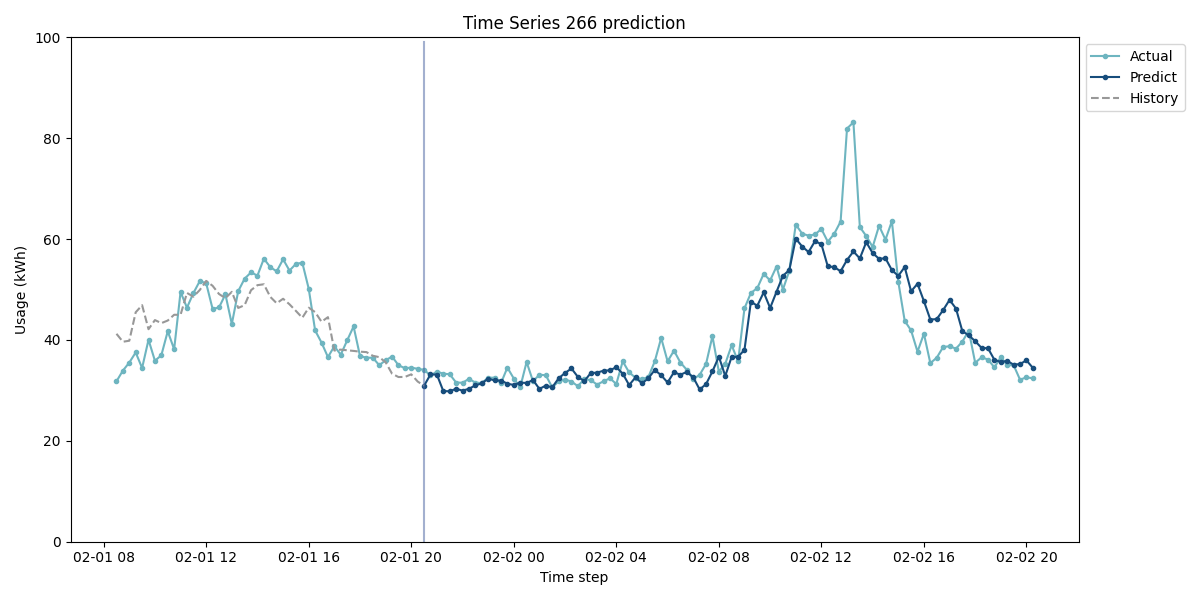 Time Series 266 prediction
100
80
60
40
20
0
Usage (kWh)
02-01 08 02-01 12 02-01 16 02-01 20 02-02 00 02-02 04 02-02 08 02-02 12 02-02 16 02-02 20
Time step
Actual
Predict
History